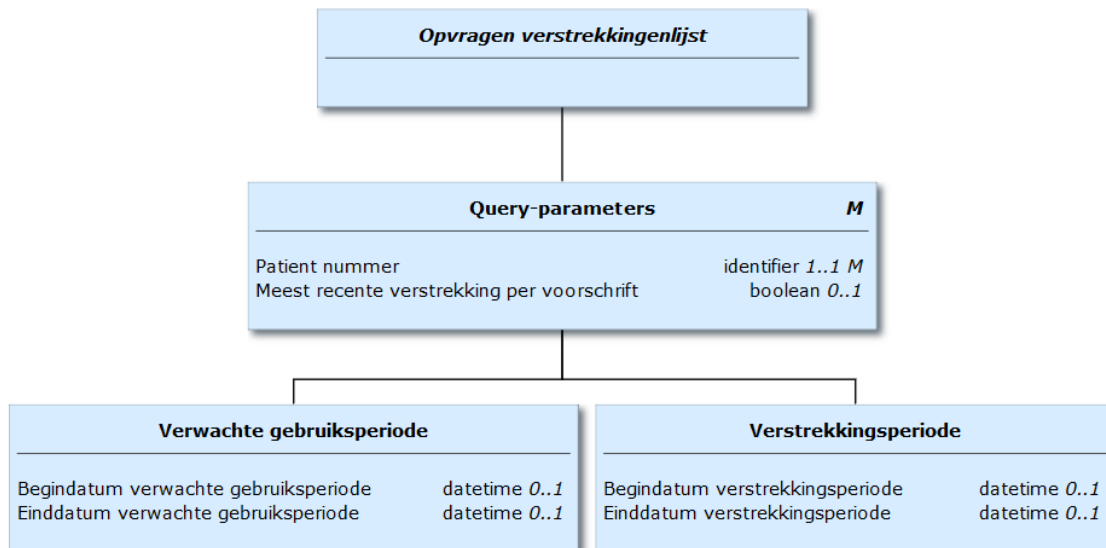 Opvragen verstrekkingenlijst
Query-parameters M
Patient nummer identifier 1..1 M
Meest recente verstrekking per voorschrift boolean 0..1
Verwachte gebruiksperiode
Begindatum verwachte gebruiksperiode datetime 0..1
Einddatum verwachte gebruiksperiode datetime 0..1
Verstrekkingsperiode
Begindatum verstrekkingsperiode datetime 0..1
Einddatum verstrekkingsperiode datetime 0..1